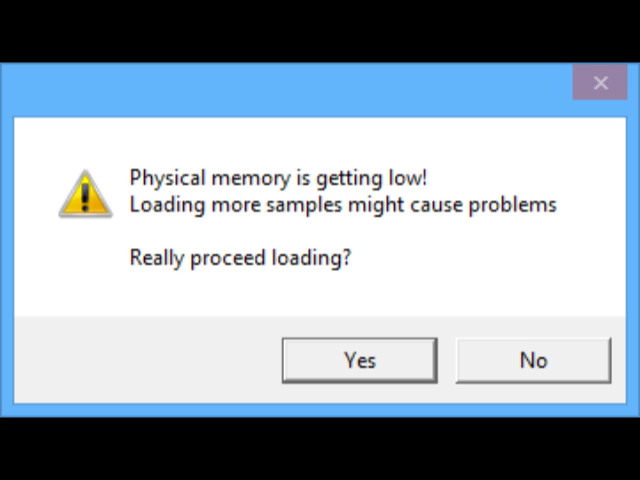 Physical memory is getting low!
Loading more samples might cause problems
Really proceed loading?
Yes
No